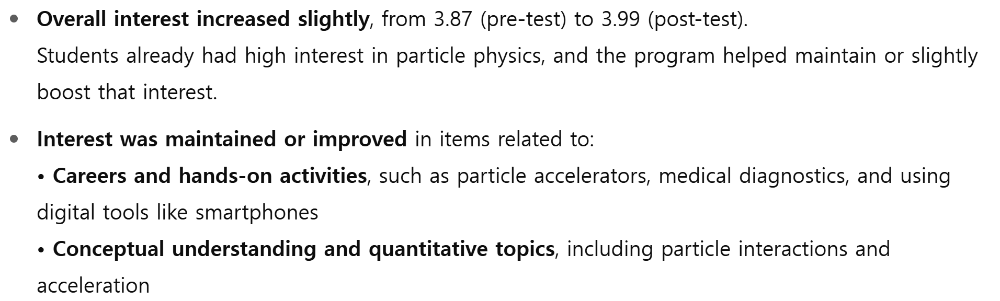 • Overall interest increased slightly, from 3.87 (pre-test) to 3.99 (post-test).
Students already had high interest in particle physics, and the program helped maintain or slightly
boost that interest.
• Interest was maintained or improved in items related to:
• Careers and hands-on activities, such as particle accelerators, medical diagnostics, and using
digital tools like smartphones
• Conceptual understanding and quantitative topics, including particle interactions and
acceleration